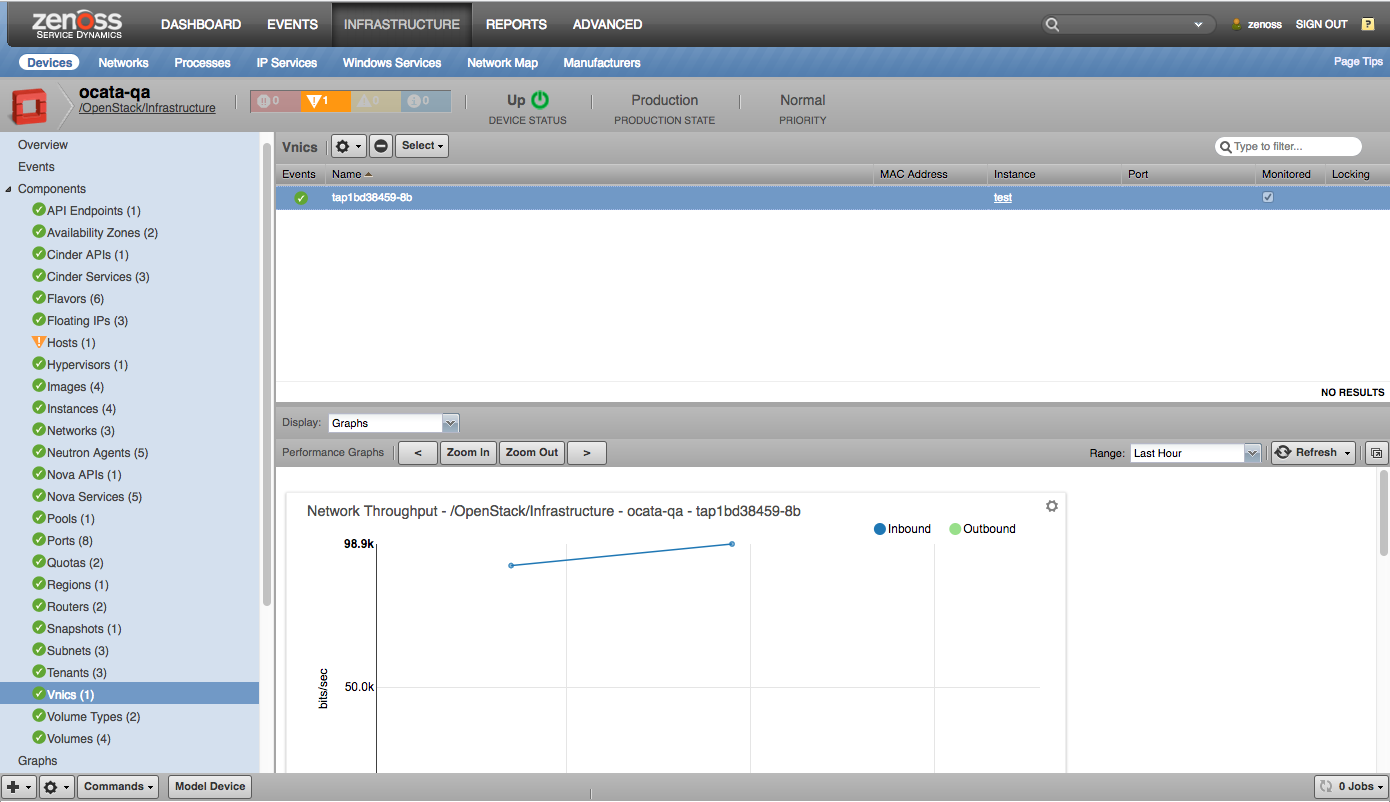 zenoss
SERVICE DYNAMICS
DASHBOARD EVENTS INFRASTRUCTURE REPORTS ADVANCED
zenoss SIGN OUT ?
Devices Networks Processes IP Services Windows Services Network Map Manufacturers Page Tips
ocata-qa
/OpenStack/Infrastructure
0 1 0 0
Up
DEVICE STATUS
Production
PRODUCTION STATE
Normal
PRIORITY
Overview
Events
Components
API Endpoints (1)
Availability Zones (2)
Cinder APIs (1)
Cinder Services (3)
Flavors (6)
Floating IPs (3)
Hosts (1)
Hypervisors (1)
Images (4)
Instances (4)
Networks (3)
Neutron Agents (5)
Nova APIs (1)
Nova Services (5)
Pools (1)
Ports (8)
Quotas (2)
Regions (1)
Routers (2)
Snapshots (1)
Subnets (3)
Tenants (3)
Vnics (1)
Volume Types (2)
Volumes (4)
Graphs
Vnics Select Type to filter...
Events Name MAC Address Instance Port Monitored Locking
tap1bd38459-8b test
NO RESULTS
Display: Graphs
Performance Graphs < Zoom In Zoom Out > Range: Last Hour Refresh
Network Throughput - /OpenStack/Infrastructure - ocata-qa - tap1bd38459-8b
Inbound Outbound
98.9k
50.0k
bits/sec
Commands Model Device 0 Jobs